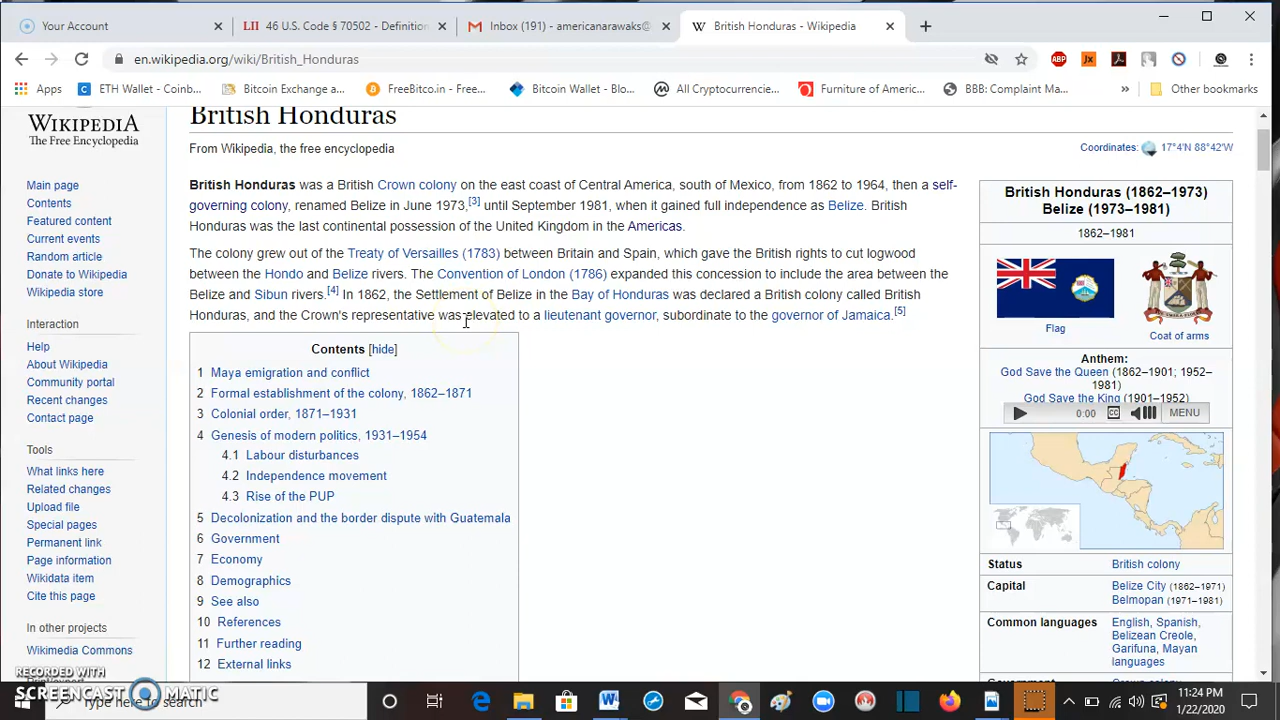 Your Account
46 U.S. Code § 70502 - Definition
Inbox (191) - americanarawaks@
British Honduras - Wikipedia
en.wikipedia.org/wiki/British_Honduras
Apps
ETH Wallet - Coinb...
Bitcoin Exchange a...
FreeBitco.in - Free...
Bitcoin Wallet - Blo...
All Cryptocurrencie...
Furniture of Americ...
BBB: Complaint Ma...
»
Other bookmarks
WIKIPEDIA
The Free Encyclopedia
Main page
Contents
Featured content
Current events
Random article
Donate to Wikipedia
Wikipedia store
Interaction
Help
About Wikipedia
Community portal
Recent changes
Contact page
Tools
What links here
Related changes
Upload file
Special pages
Permanent link
Page information
Wikidata item
Cite this page
In other projects
Wikimedia Commons
British Honduras
From Wikipedia, the free encyclopedia
Coordinates: 17°4′N 88°42′W
British Honduras was a British Crown colony on the east coast of Central America, south of Mexico, from 1862 to 1964, then a self-
governing colony, renamed Belize in June 1973,[3] until September 1981, when it gained full independence as Belize. British
Honduras was the last continental possession of the United Kingdom in the Americas.
The colony grew out of the Treaty of Versailles (1783) between Britain and Spain, which gave the British rights to cut logwood
between the Hondo and Belize rivers. The Convention of London (1786) expanded this concession to include the area between the
Belize and Sibun rivers.[4] In 1862, the Settlement of Belize in the Bay of Honduras was declared a British colony called British
Honduras, and the Crown's representative was elevated to a lieutenant governor, subordinate to the governor of Jamaica.[5]
Contents [hide]
1 Maya emigration and conflict
2 Formal establishment of the colony, 1862–1871
3 Colonial order, 1871–1931
4 Genesis of modern politics, 1931–1954
4.1 Labour disturbances
4.2 Independence movement
4.3 Rise of the PUP
5 Decolonization and the border dispute with Guatemala
6 Government
7 Economy
8 Demographics
9 See also
10 References
11 Further reading
12 External links
British Honduras (1862–1973)
Belize (1973–1981)
1862–1981
Flag
Coat of arms
Anthem:
God Save the Queen (1862–1901; 1952–
1981)
God Save the King (1901–1952)
0:00
CC
MENU
Status British colony
Capital Belize City (1862–1971)
Belmopan (1971–1981)
Common languages English, Spanish,
Belizean Creole,
Garifuna, Mayan
languages
RECORDED WITH
SCREENCAST MATIC
Type here to search
11:24 PM
1/22/2020